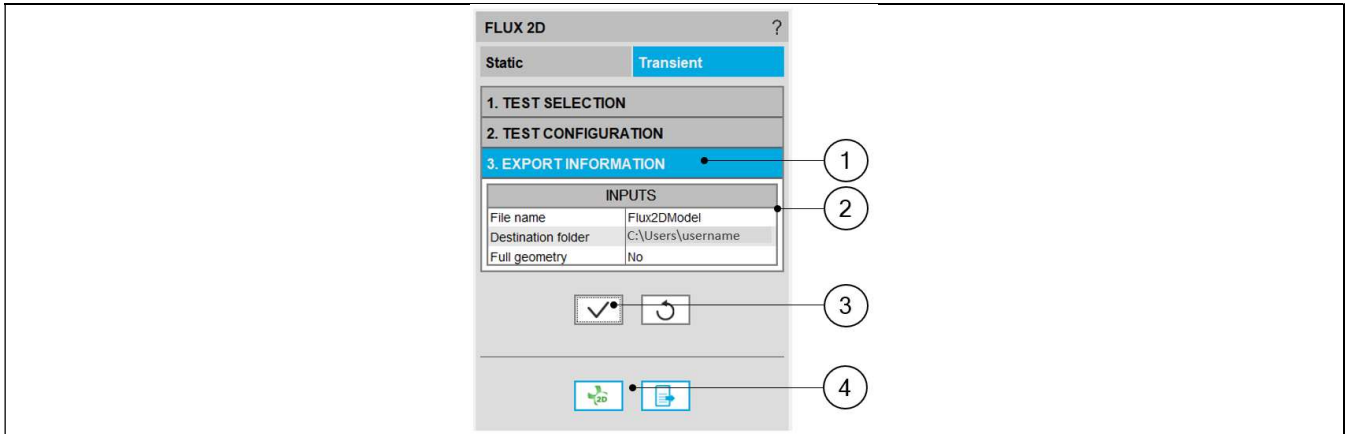 FLUX 2D ?
Static Transient
1. TEST SELECTION
2. TEST CONFIGURATION
3. EXPORT INFORMATION
1
INPUTS
2
File name Flux2DModel
Destination folder C:\Users\username
Full geometry No
3
4
2D